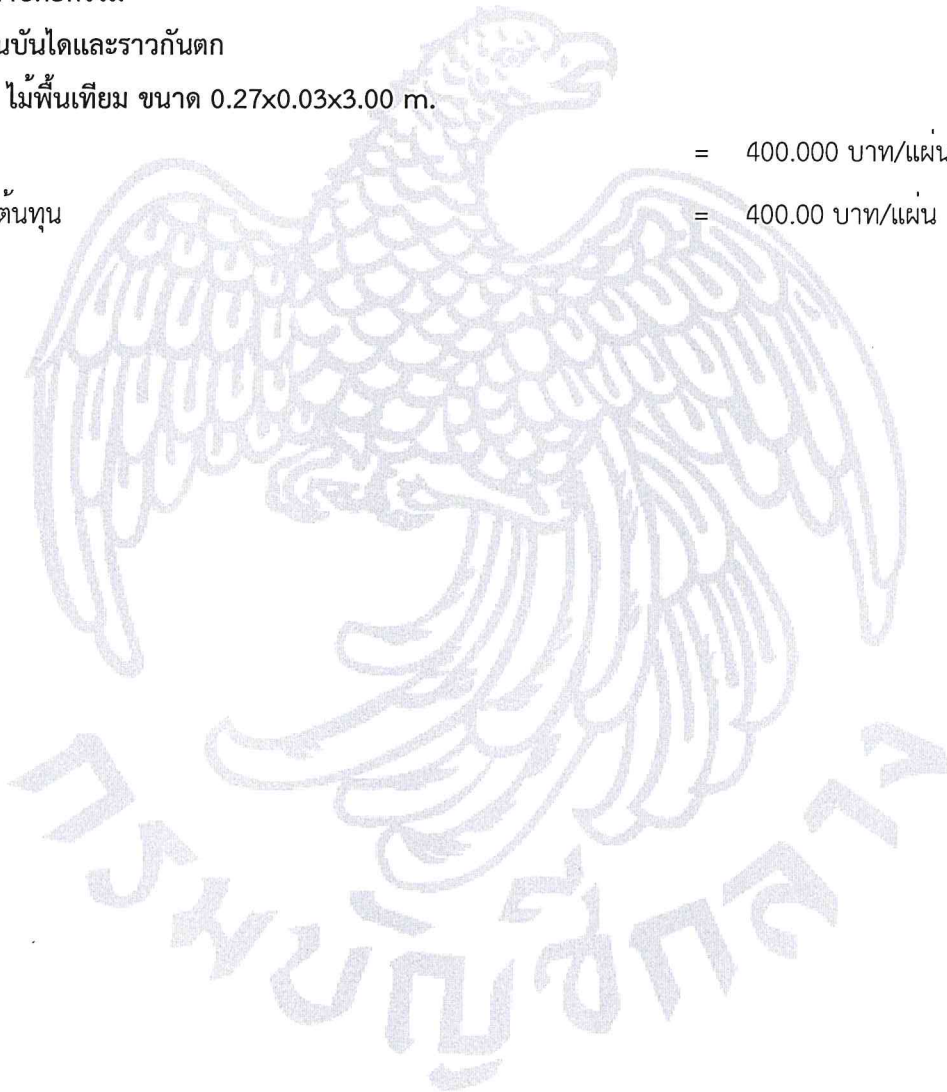 นบันไดและราวกันตก
ไม้พื้นเทียม ขนาด 0.27x0.03x3.00 m.
= 400.000 บาท/แผ่น
ต้นทุน = 400.00 บาท/แผ่น
กรมบัญชีกลาง